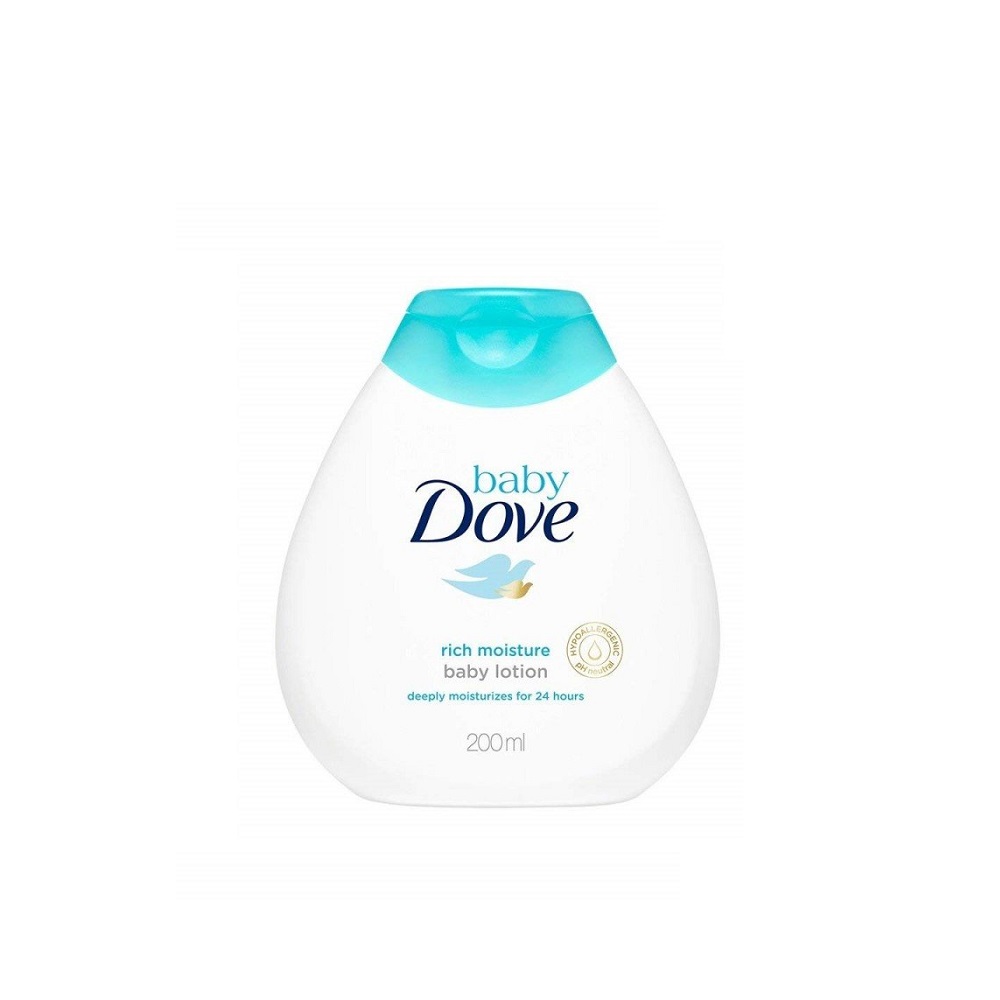 baby
Dove
rich moisture
baby lotion
HYPOALLERGENIC
pH neutral
deeply moisturizes for 24 hours
200ml